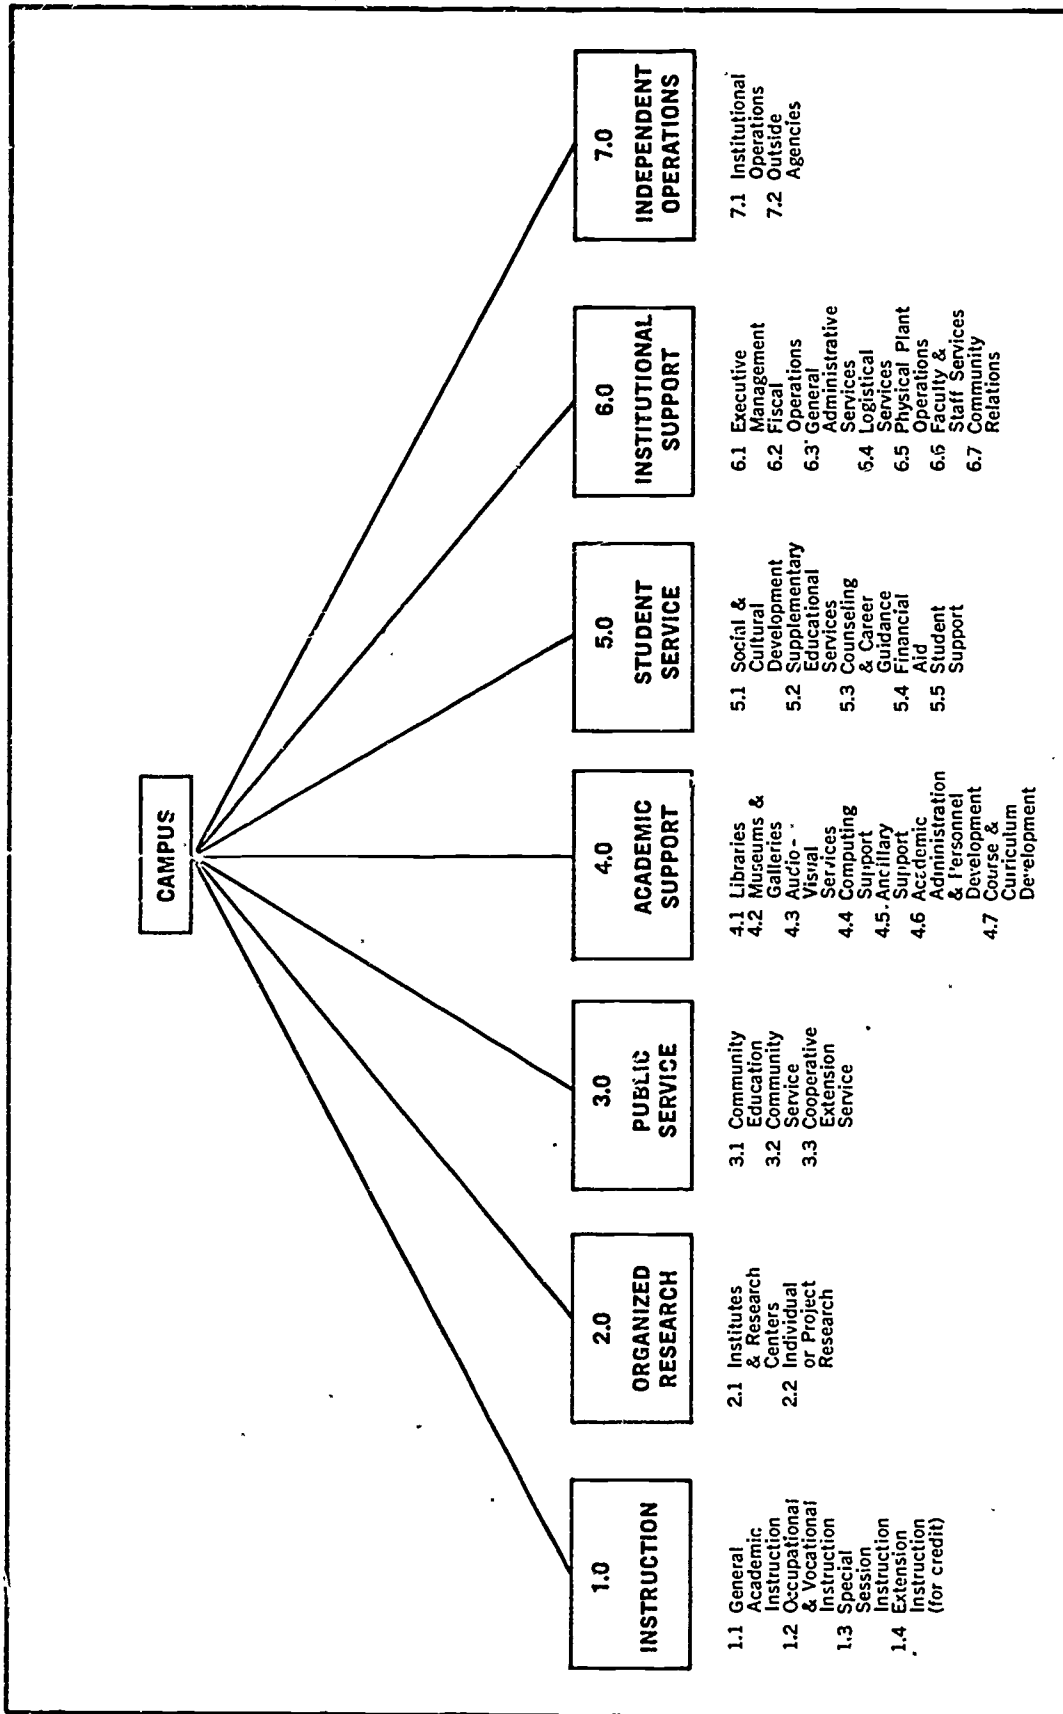 CAMPUS
1.0
INSTRUCTION
1.1 General
Academic
Instruction
1.2 Occupational
& Vocational
Instruction
1.3 Special
Session
Instruction
1.4 Extension
Instruction
(for credit)
2.0
ORGANIZED
RESEARCH
2.1 Institutes
& Research
Centers
2.2 Individual
or Project
Research
3.0
PUBLIC
SERVICE
3.1 Community
Education
3.2 Community
Service
3.3 Cooperative
Extension
Service
4.0
ACADEMIC
SUPPORT
4.1 Libraries
4.2 Museums &
Galleries
4.3 Audio-
Visual
Services
4.4 Computing
Support
4.5 Ancillary
Support
4.6 Academic
Administration
& Personnel
Development
4.7 Course &
Curriculum
Development
5.0
STUDENT
SERVICE
5.1 Social &
Cultural
Development
5.2 Supplementary
Educational
Services
5.3 Counseling
& Career
Guidance
5.4 Financial
Aid
5.5 Student
Support
6.0
INSTITUTIONAL
SUPPORT
6.1 Executive
Management
6.2 Fiscal
Operations
6.3 General
Administrative
Services
6.4 Logistical
Services
6.5 Physical Plant
Operations
6.6 Faculty &
Staff Services
6.7 Community
Relations
7.0
INDEPENDENT
OPERATIONS
7.1 Institutional
Operations
7.2 Outside
Agencies